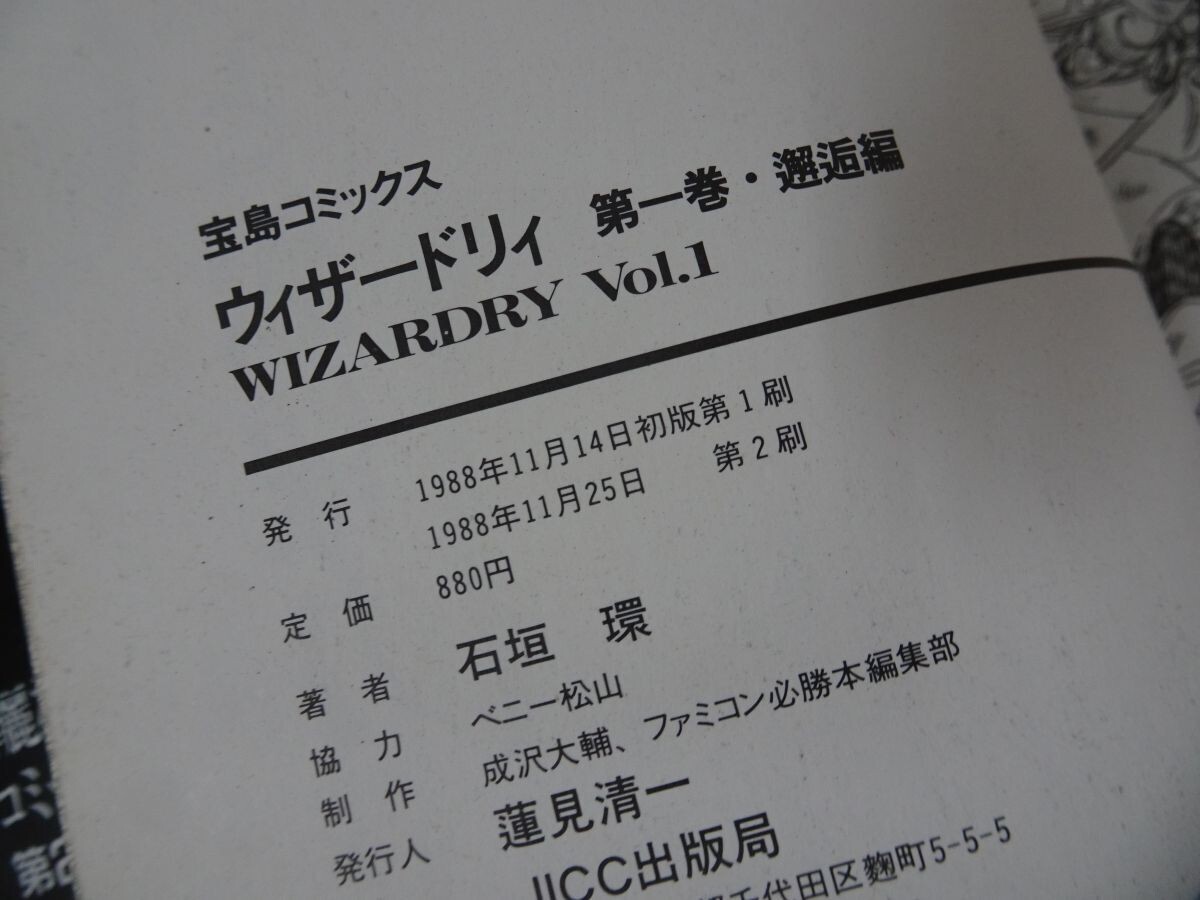 宝島コミックス
ウィザードリィ 第一巻・邂逅編
WIZARDRY Vol.1
発行 1988年11月14日初版第1刷
1988年11月25日 第2刷
定価 880円
著者 石垣 環
協力 ベニー松山
制作 成沢大輔、ファミコン必勝本編集部
発行人 蓮見清一
JICC出版局
千代田区麴町5-5-5